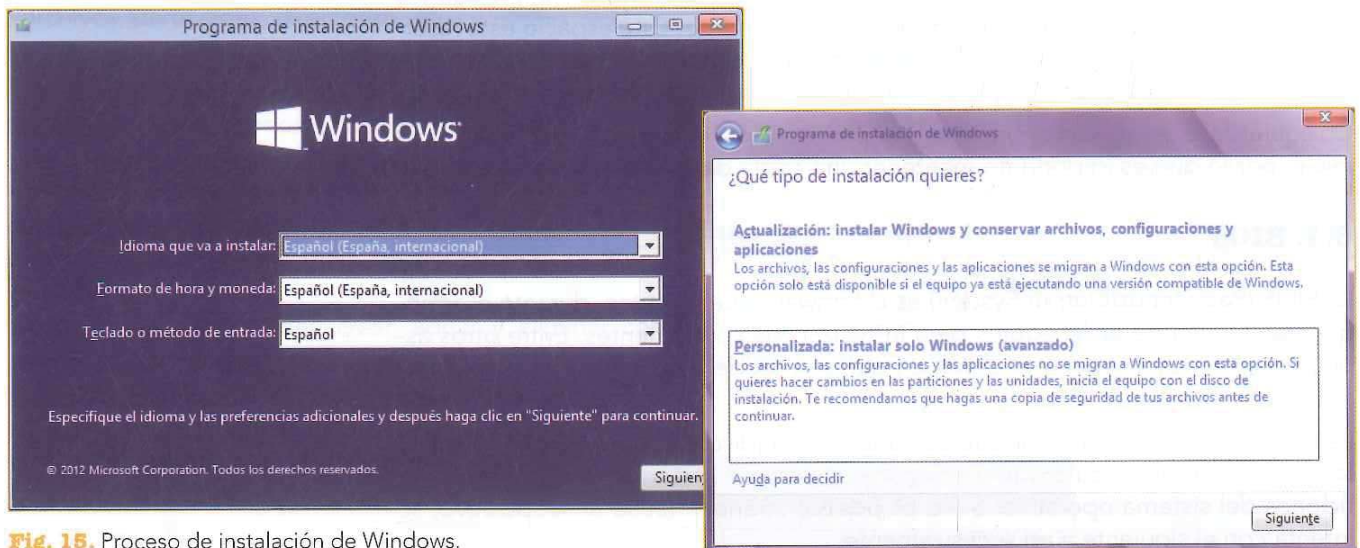 Programa de instalación de Windows
Windows
Idioma que va a instalar: Español (España, internacional)
Formato de hora y moneda: Español (España, internacional)
Teclado o método de entrada: Español
Especifique el idioma y las preferencias adicionales y después haga clic en "Siguiente" para continuar.
© 2012 Microsoft Corporation. Todos los derechos reservados.
Siguien
Programa de instalación de Windows
¿Qué tipo de instalación quieres?
Actualización: instalar Windows y conservar archivos, configuraciones y
aplicaciones
Los archivos, las configuraciones y las aplicaciones se migran a Windows con esta opción. Esta
opción solo está disponible si el equipo ya está ejecutando una versión compatible de Windows.
Personalizada: instalar solo Windows (avanzado)
Los archivos, las configuraciones y las aplicaciones no se migran a Windows con esta opción. Si
quieres hacer cambios en las particiones y las unidades, inicia el equipo con el disco de
instalación. Te recomendamos que hagas una copia de seguridad de tus archivos antes de
continuar.
Ayuda para decidir
Siguiente
Fig. 15. Proceso de instalación de Windows.